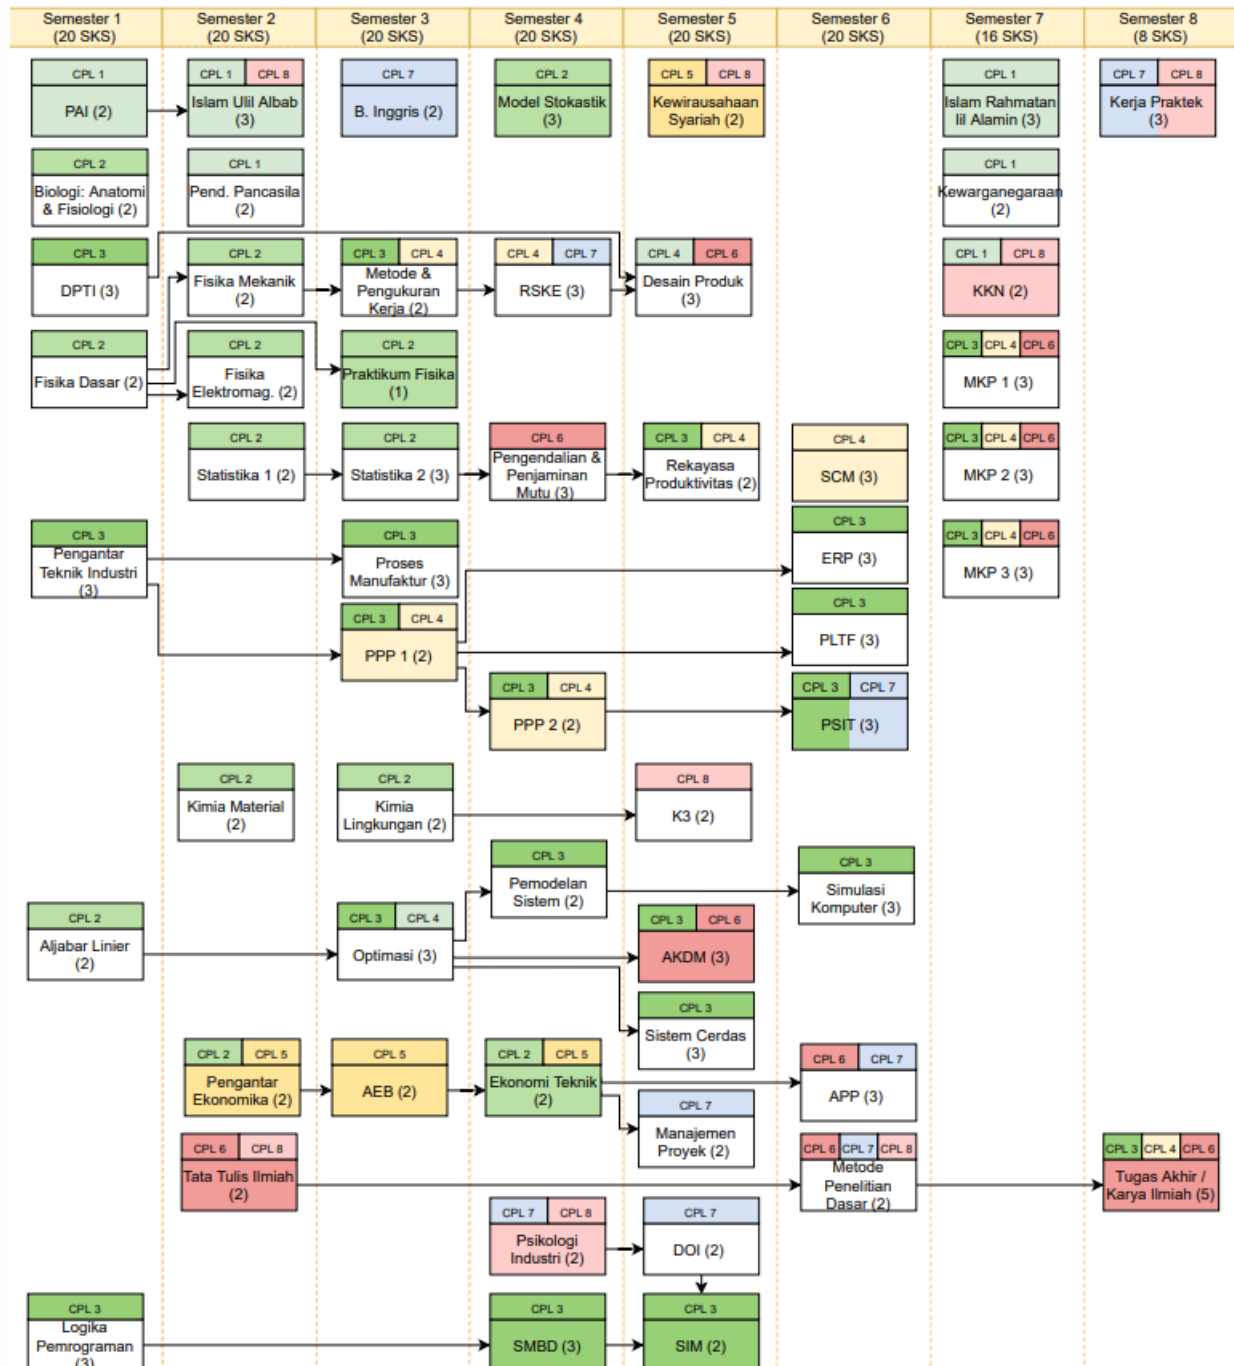 Semester 1
(20 SKS)
Semester 2
(20 SKS)
Semester 3
(20 SKS)
Semester 4
(20 SKS)
Semester 5
(20 SKS)
Semester 6
(20 SKS)
Semester 7
(16 SKS)
Semester 8
(8 SKS)
CPL 1
PAI (2)
CPL 1 CPL 8
Islam Ulil Albab
(3)
CPL 7
B. Inggris (2)
CPL 2
Model Stokastik
(3)
CPL 5 CPL 8
Kewirausahaan
Syariah (2)
CPL 1
Islam Rahmatan
lil Alamin (3)
CPL 7 CPL 8
Kerja Praktek
(3)
CPL 2
Biologi: Anatomi
& Fisiologi (2)
CPL 1
Pend. Pancasila
(2)
CPL 1
Kewarganegaraan
(2)
CPL 3
DPTI (3)
CPL 2
Fisika Mekanik
(2)
CPL 3 CPL 4
Metode &
Pengukuran
Kerja (2)
CPL 4 CPL 7
RSKE (3)
CPL 4 CPL 6
Desain Produk
(3)
CPL 1 CPL 8
KKN (2)
CPL 2
Fisika Dasar (2)
CPL 2
Fisika
Elektromag. (2)
CPL 2
Praktikum Fisika
(1)
CPL 3 CPL 4 CPL 6
MKP 1 (3)
CPL 2
Statistika 1 (2)
CPL 2
Statistika 2 (3)
CPL 6
Pengendalian &
Penjaminan
Mutu (3)
CPL 3 CPL 4
Rekayasa
Produktivitas (2)
CPL 4
SCM (3)
CPL 3 CPL 4 CPL 6
MKP 2 (3)
CPL 3
Pengantar
Teknik Industri
(3)
CPL 3
Proses
Manufaktur (3)
CPL 3
ERP (3)
CPL 3 CPL 4 CPL 6
MKP 3 (3)
CPL 3 CPL 4
PPP 1 (2)
CPL 3
PLTF (3)
CPL 3 CPL 4
PPP 2 (2)
CPL 3 CPL 7
PSIT (3)
CPL 2
Kimia Material
(2)
CPL 2
Kimia
Lingkungan (2)
CPL 8
K3 (2)
CPL 3
Pemodelan
Sistem (2)
CPL 3
Simulasi
Komputer (3)
CPL 2
Aljabar Linier
(2)
CPL 3 CPL 4
Optimasi (3)
CPL 3 CPL 6
AKDM (3)
CPL 3
Sistem Cerdas
(3)
CPL 2 CPL 5
Pengantar
Ekonomika (2)
CPL 5
AEB (2)
CPL 2 CPL 5
Ekonomi Teknik
(2)
CPL 6 CPL 7
APP (3)
CPL 7
Manajemen
Proyek (2)
CPL 6 CPL 8
Tata Tulis Ilmiah
(2)
CPL 6 CPL 7 CPL 8
Metode
Penelitian
Dasar (2)
CPL 3 CPL 4 CPL 6
Tugas Akhir /
Karya Ilmiah (5)
CPL 7 CPL 8
Psikologi
Industri (2)
CPL 7
DOI (2)
CPL 3
Logika
Pemrograman
(3)
CPL 3
SMBD (3)
CPL 3
SIM (2)